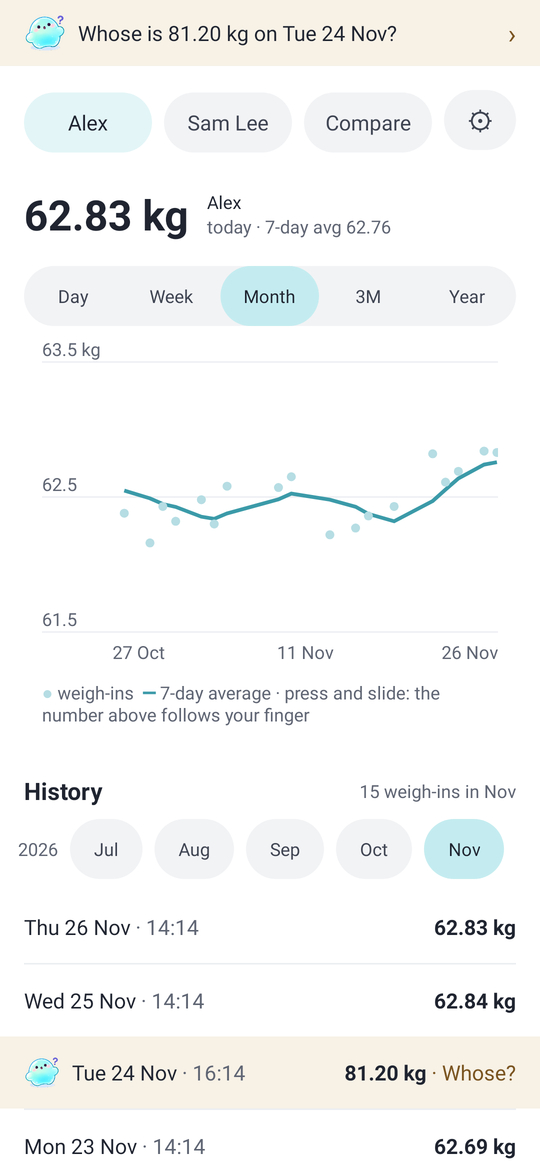 ?
Whose is 81.20 kg on Tue 24 Nov? ›
Alex Sam Lee Compare
62.83 kg
Alex
today · 7-day avg 62.76
Day Week Month 3M Year
63.5 kg
62.5
61.5
27 Oct 11 Nov 26 Nov
weigh-ins 7-day average · press and slide: the
number above follows your finger
History 15 weigh-ins in Nov
2026 Jul Aug Sep Oct Nov
Thu 26 Nov · 14:14 62.83 kg
Wed 25 Nov · 14:14 62.84 kg
?
Tue 24 Nov · 16:14 81.20 kg · Whose?
Mon 23 Nov · 14:14 62.69 kg